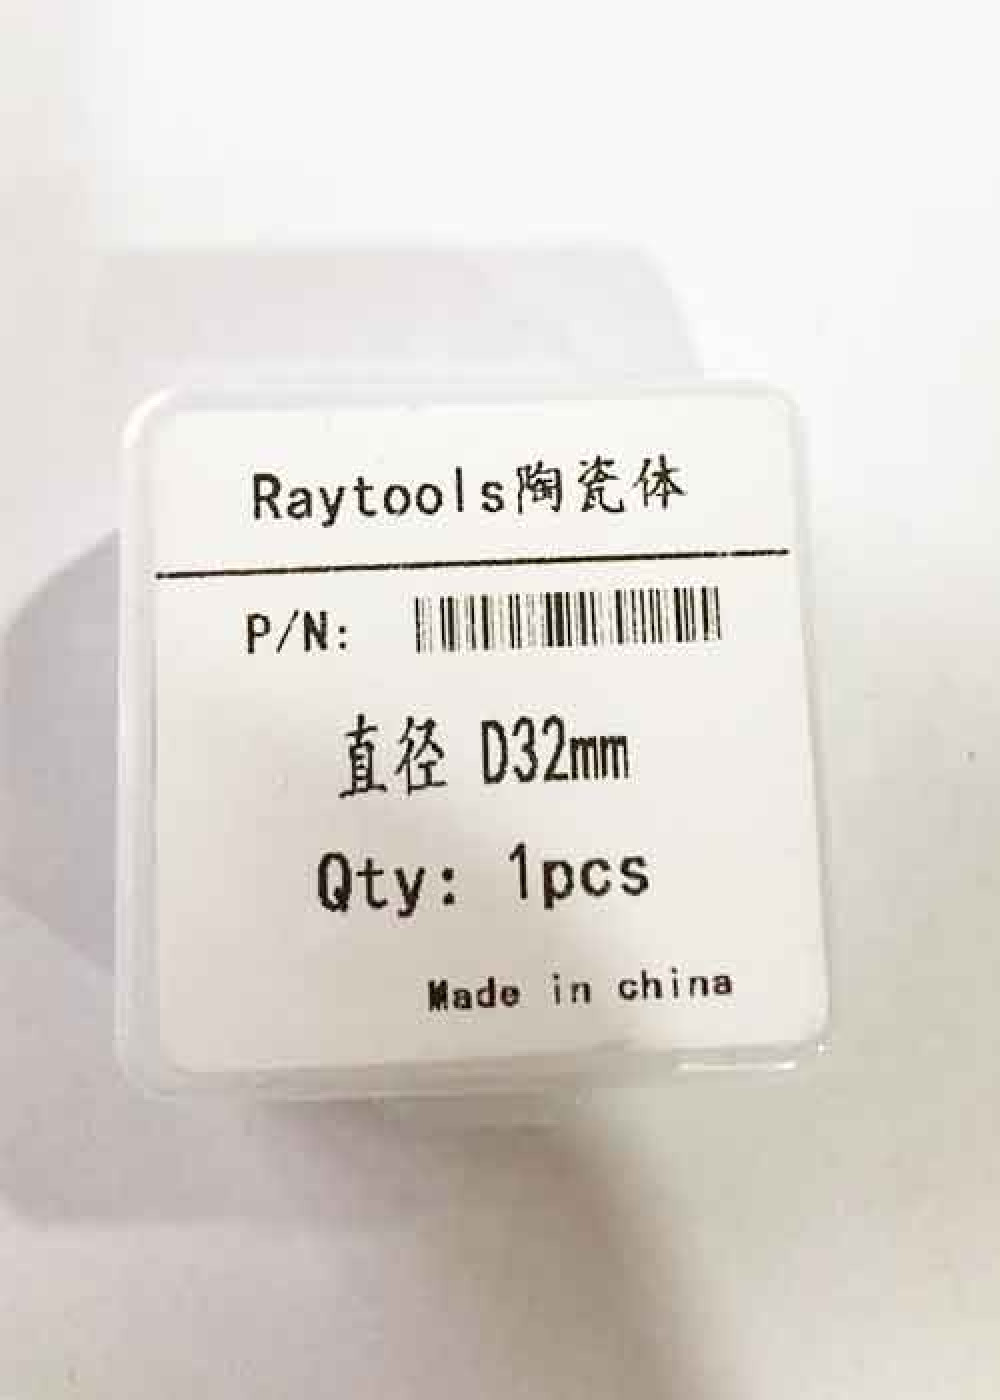 Raytools陶瓷体
P/N:
直径 D32mm
Qty: 1pcs
Made in china